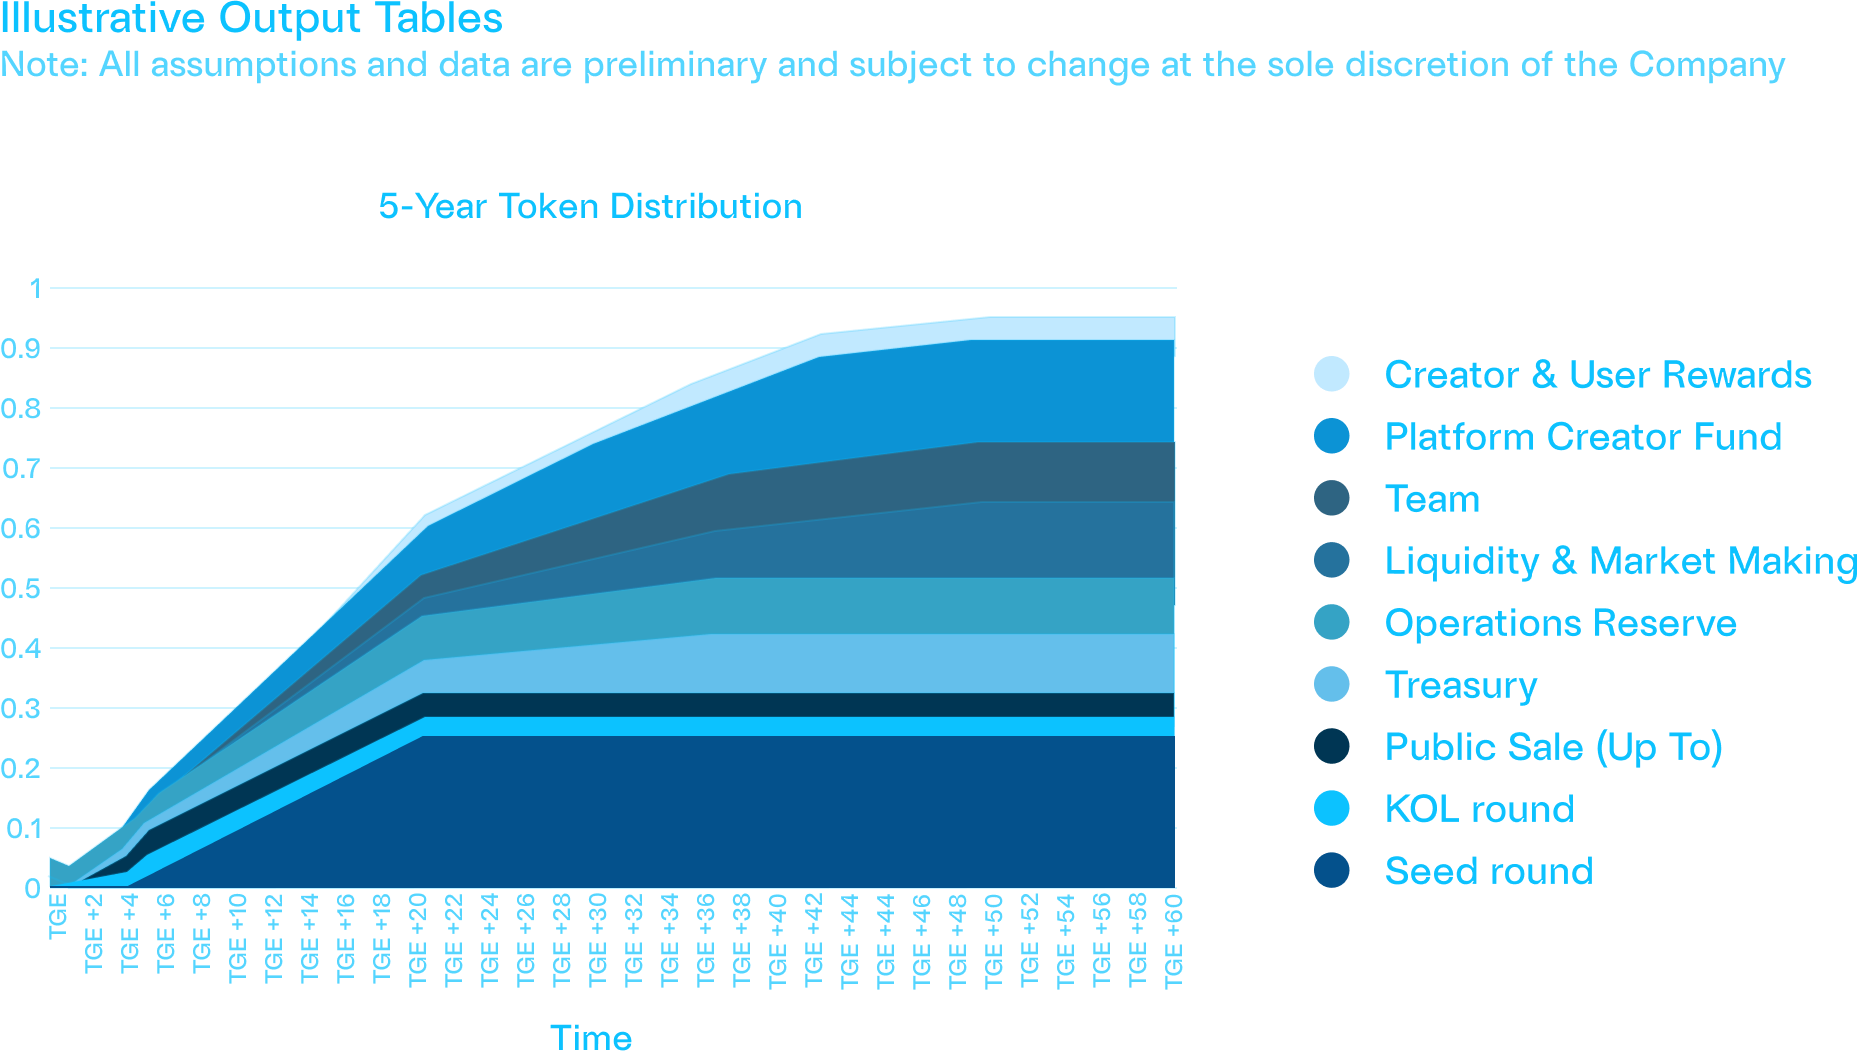 Illustrative Output Tables
Note: All assumptions and data are preliminary and subject to change at the sole discretion of the Company
5-Year Token Distribution
1
0.9
0.8
0.7
0.6
0.5
0.4
0.3
0.2
0.1
0
TGE
TGE +2
TGE +4
TGE +6
TGE +8
TGE +10
TGE +12
TGE +14
TGE +16
TGE +18
TGE +20
TGE +22
TGE +24
TGE +26
TGE +28
TGE +30
TGE +32
TGE +34
TGE +36
TGE +38
TGE +40
TGE +42
TGE +44
TGE +44
TGE +46
TGE +48
TGE +50
TGE +52
TGE +54
TGE +56
TGE +58
TGE +60
Time
Creator & User Rewards
Platform Creator Fund
Team
Liquidity & Market Making
Operations Reserve
Treasury
Public Sale (Up To)
KOL round
Seed round